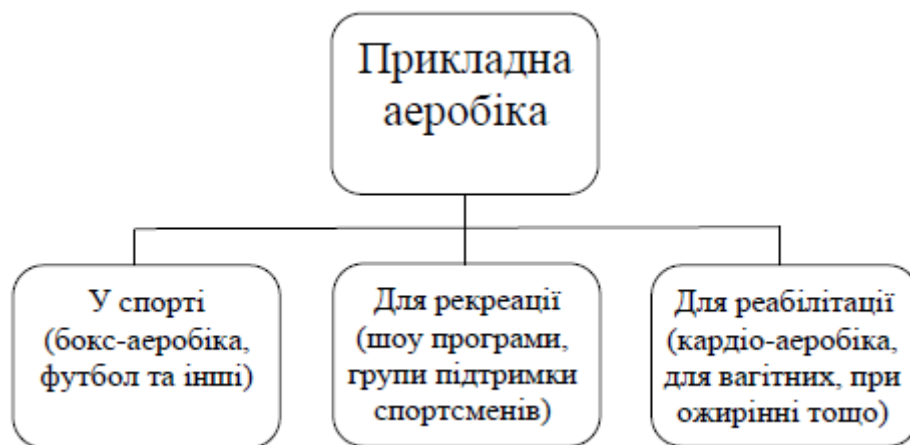 Прикладна
аеробіка
У спорті
(бокс-аеробіка,
футбол та інші)
Для рекреації
(шоу програми,
групи підтримки
спортсменів)
Для реабілітації
(кардіо-аеробіка,
для вагітних, при
ожирінні тощо)